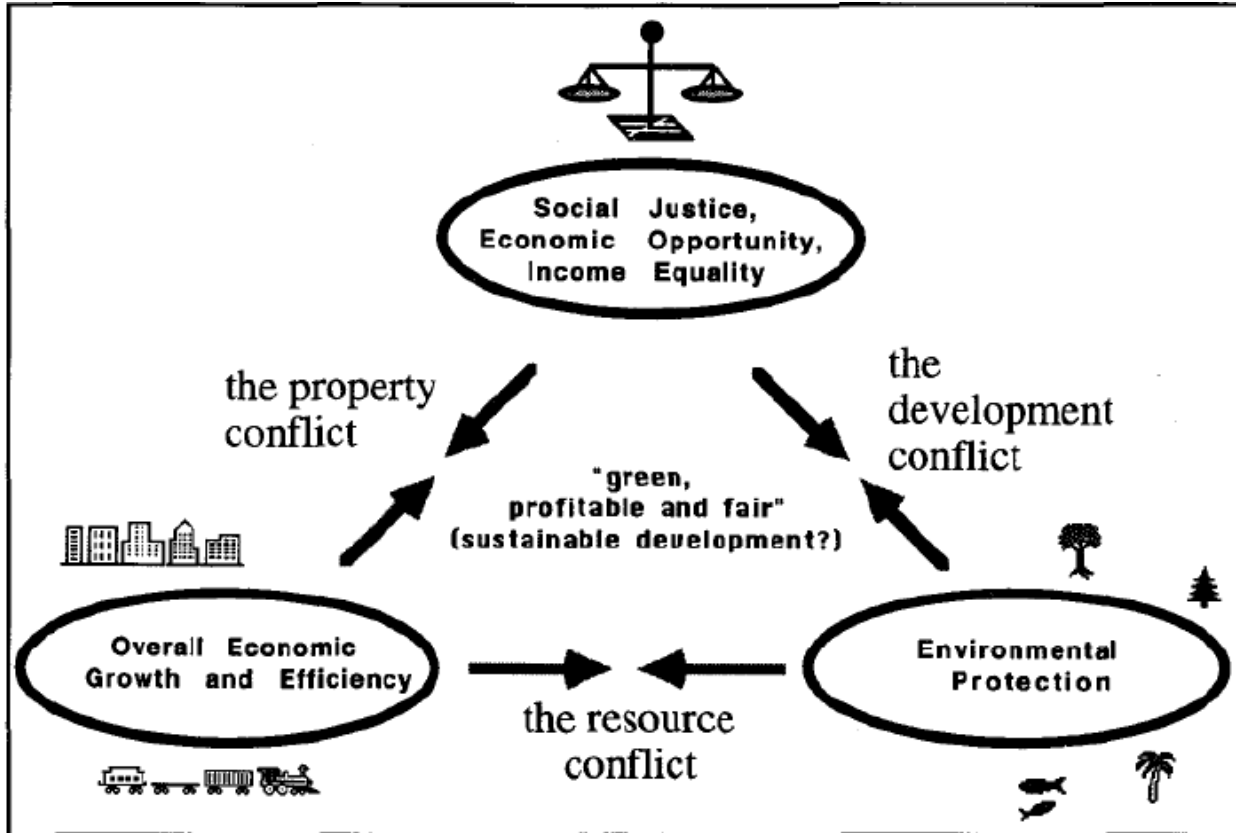 Social Justice,
Economic Opportunity,
Income Equality
the property
conflict
the
development
conflict
"green,
profitable and fair"
(sustainable development?)
Overall Economic
Growth and Efficiency
Environmental
Protection
the resource
conflict